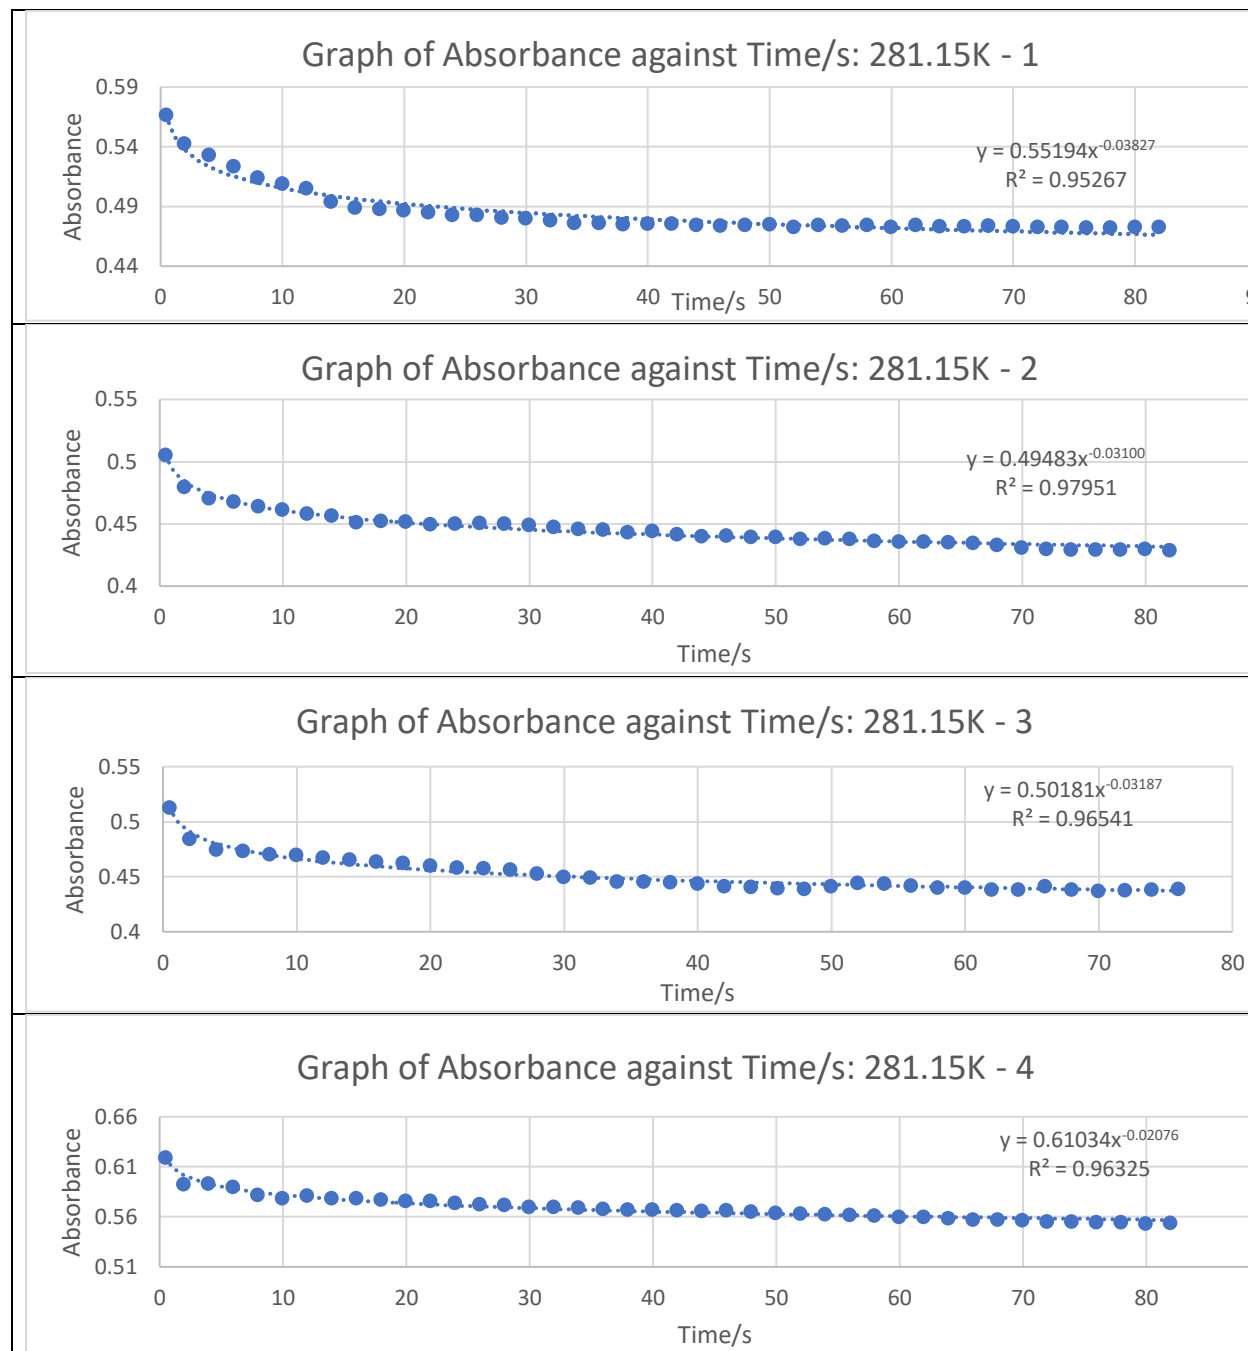 Graph of Absorbance against Time/s: 281.15K - 1
0.59
0.54
0.49
0.44
Absorbance
y = 0.55194x^-0.03827
R² = 0.95267
0 10 20 30 40 50 60 70 80 9
Time/s
Graph of Absorbance against Time/s: 281.15K - 2
0.55
0.5
0.45
0.4
Absorbance
y = 0.49483x^-0.03100
R² = 0.97951
0 10 20 30 40 50 60 70 80
Time/s
Graph of Absorbance against Time/s: 281.15K - 3
0.55
0.5
0.45
0.4
Absorbance
y = 0.50181x^-0.03187
R² = 0.96541
0 10 20 30 40 50 60 70 80
Time/s
Graph of Absorbance against Time/s: 281.15K - 4
0.66
0.61
0.56
0.51
Absorbance
y = 0.61034x^-0.02076
R² = 0.96325
0 10 20 30 40 50 60 70 80
Time/s